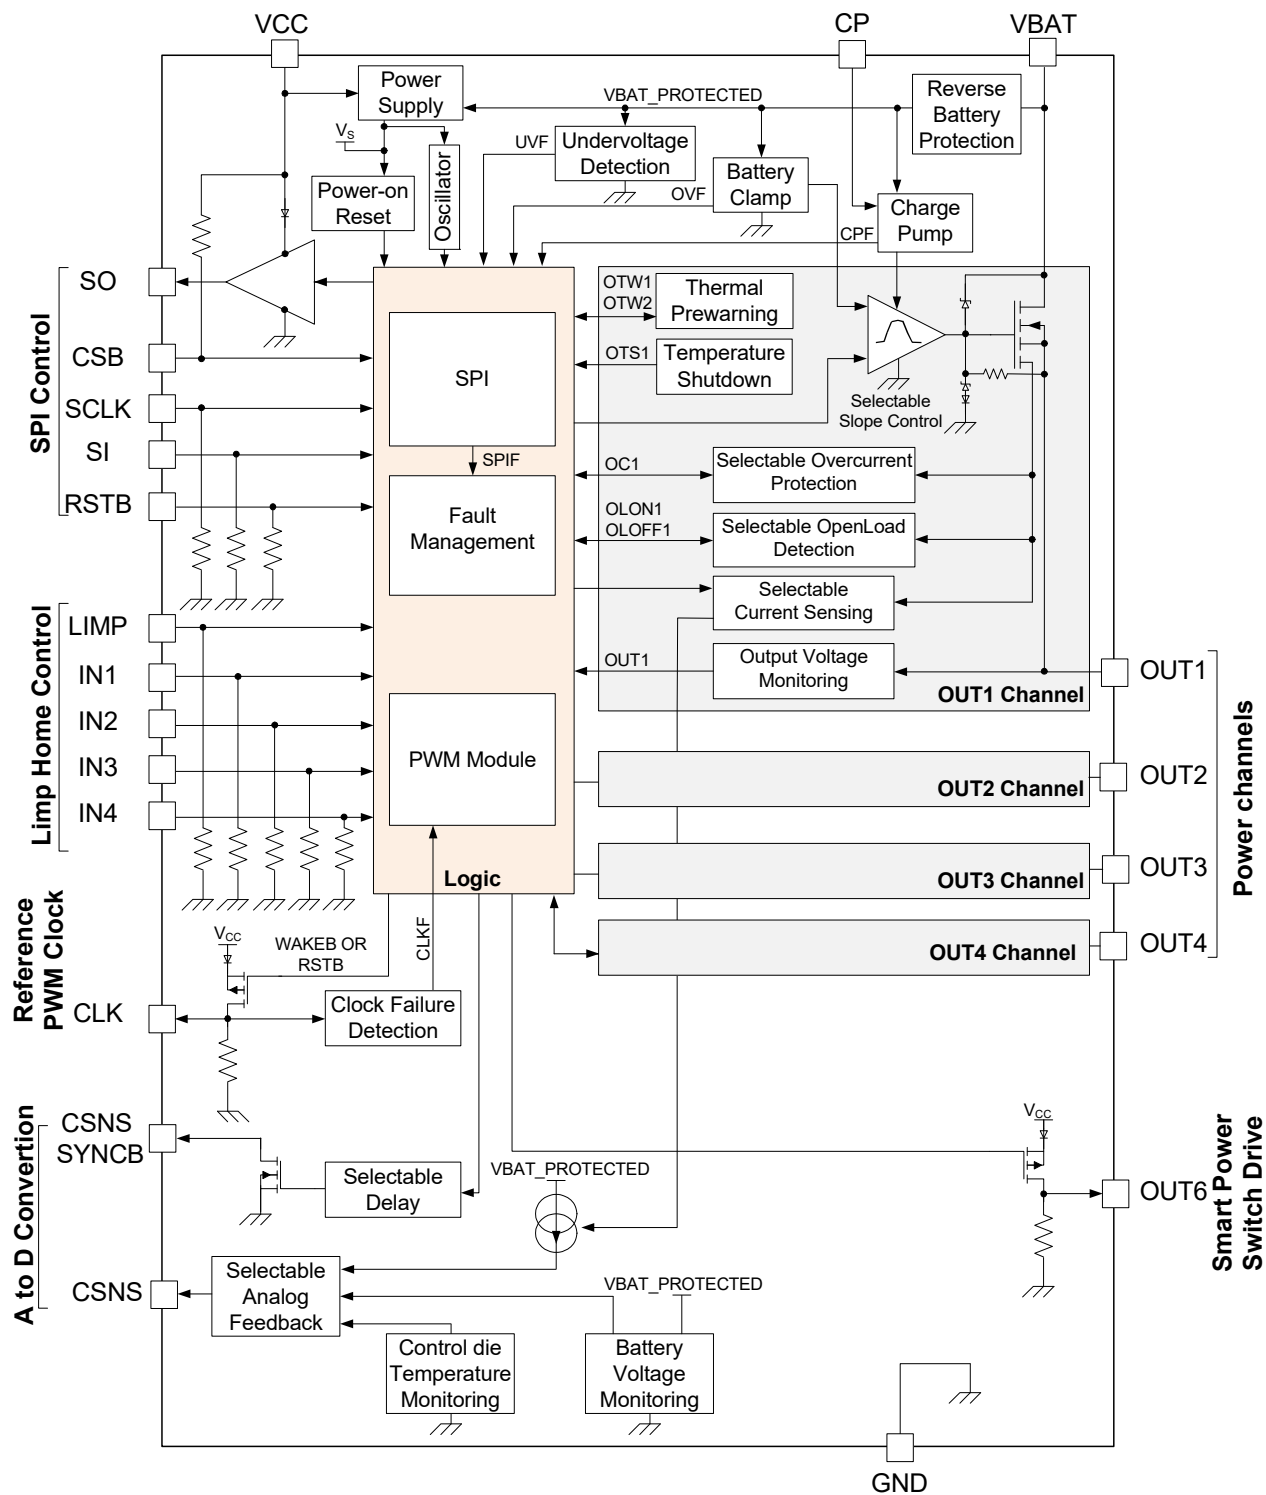 VCC
CP
VBAT
Power
Supply
VBAT_PROTECTED
Reverse
Battery
Protection
VS
UVF
Undervoltage
Detection
Oscillator
Power-on
Reset
OVF
Battery
Clamp
CPF
Charge
Pump
SPI Control
SO
CSB
SCLK
SI
RSTB
SPI
SPIF
Fault
Management
OTW1
OTW2
Thermal
Prewarning
OTS1
Temperature
Shutdown
Selectable
Slope Control
OC1
Selectable Overcurrent
Protection
OLON1
OLOFF1
Selectable OpenLoad
Detection
Selectable
Current Sensing
OUT1
Output Voltage
Monitoring
OUT1 Channel
Limp Home Control
LIMP
IN1
IN2
IN3
IN4
PWM Module
Logic
OUT2 Channel
OUT3 Channel
OUT4 Channel
OUT1
OUT2
OUT3
OUT4
Power channels
Reference
PWM Clock
VCC
WAKEB OR
RSTB
CLKF
CLK
Clock Failure
Detection
A to D Convertion
CSNS
SYNCB
Selectable
Delay
VBAT_PROTECTED
VCC
OUT6
Smart Power
Switch Drive
CSNS
Selectable
Analog
Feedback
VBAT_PROTECTED
Control die
Temperature
Monitoring
Battery
Voltage
Monitoring
GND